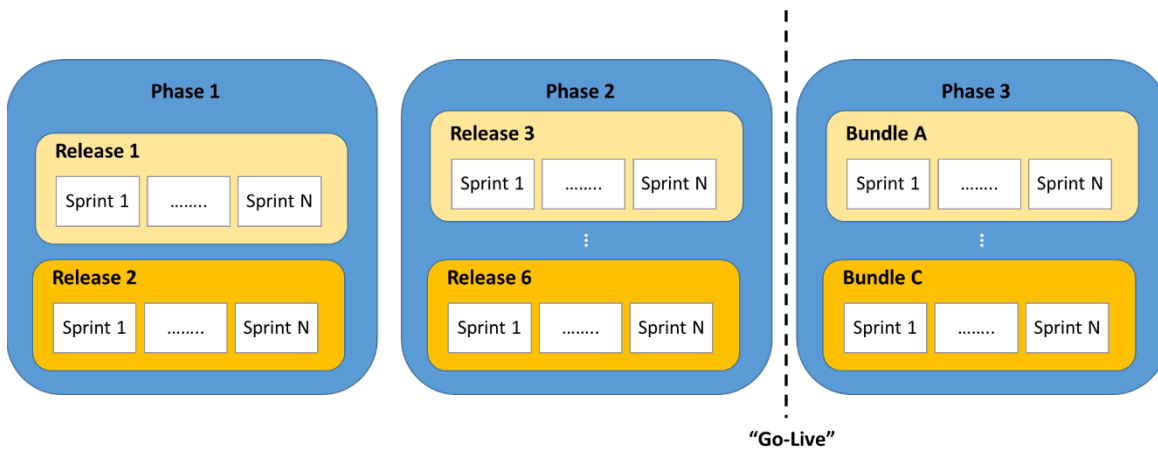 Phase 1
Release 1
Sprint 1
........
Sprint N
Release 2
Sprint 1
........
Sprint N
Phase 2
Release 3
Sprint 1
........
Sprint N
⋮
Release 6
Sprint 1
........
Sprint N
Phase 3
Bundle A
Sprint 1
........
Sprint N
⋮
Bundle C
Sprint 1
........
Sprint N
“Go-Live”